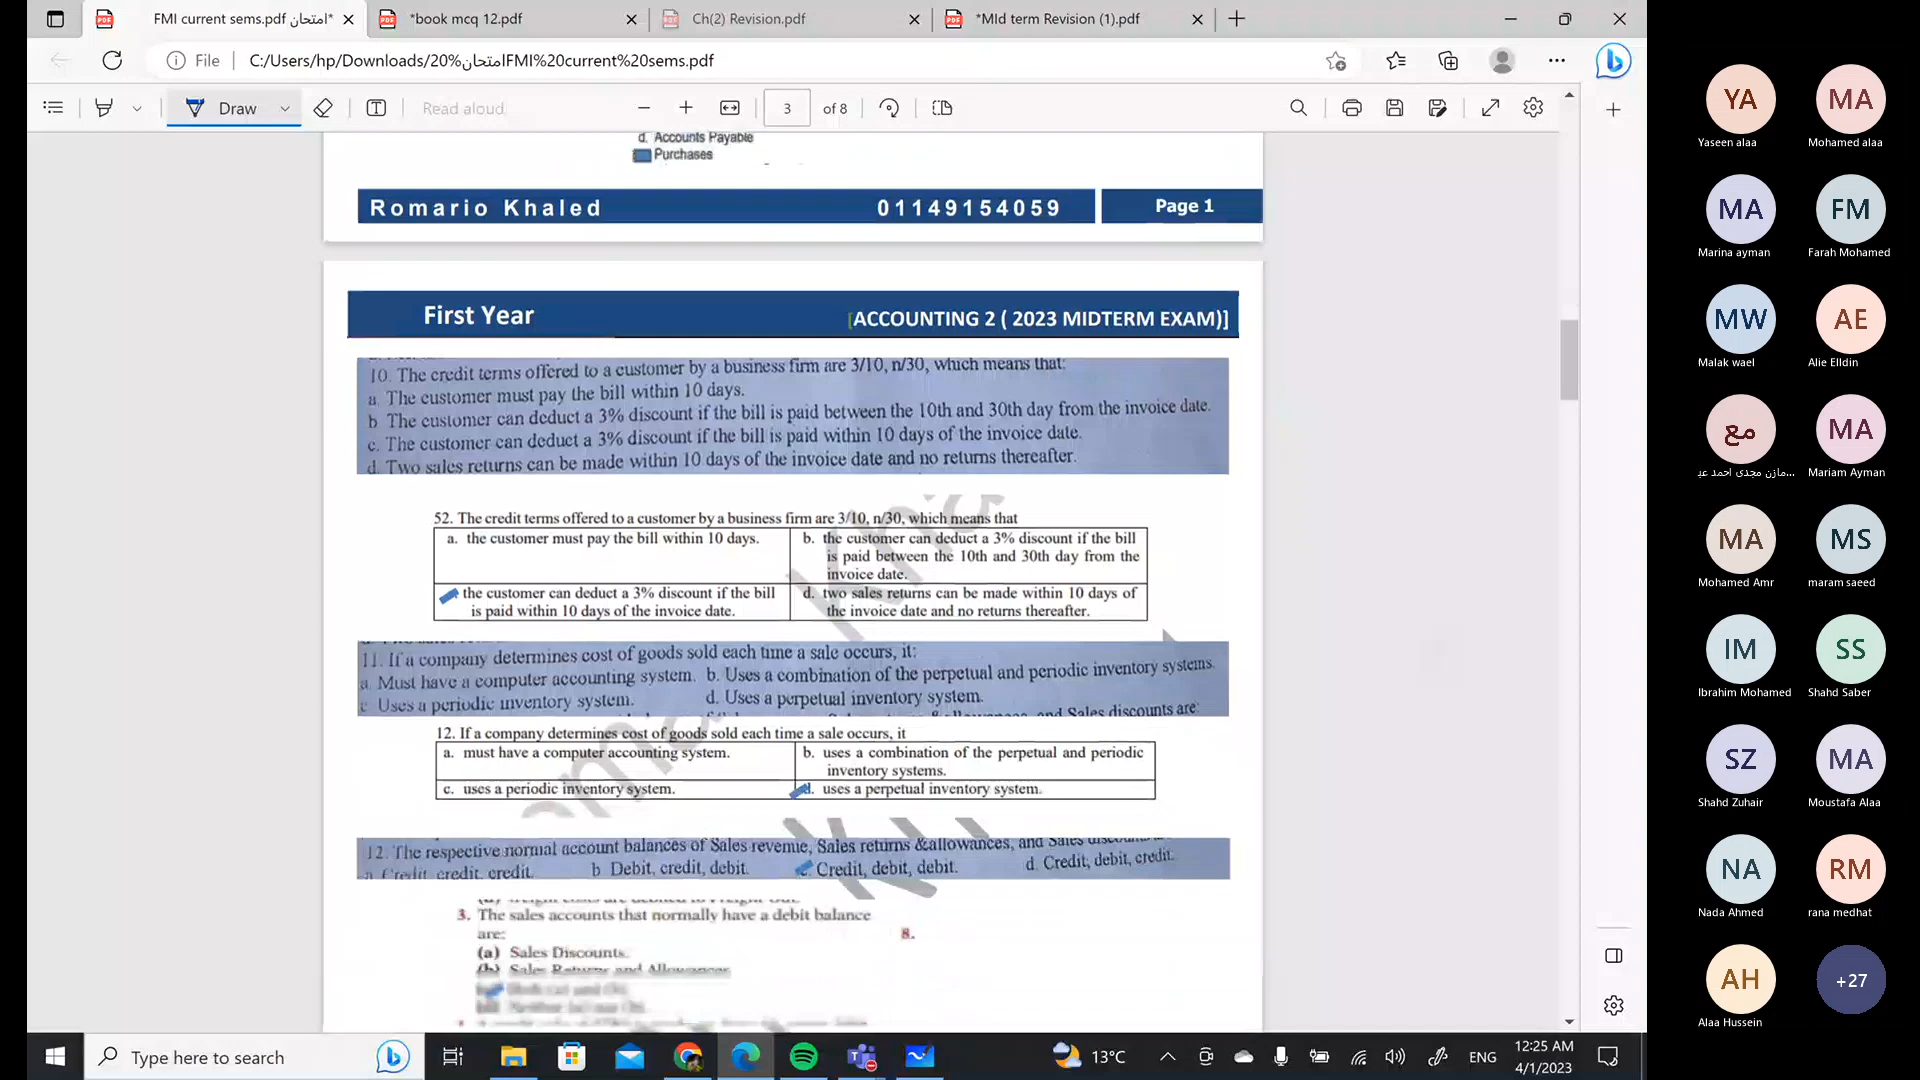 امتحان FMI current sems.pdf*
*book mcq 12.pdf
Ch(2) Revision.pdf
*MId term Revision (1).pdf
File
C:/Users/hp/Downloads/20%امتحانFMI%20current%20sems.pdf
Draw
Read aloud
3
of 8
d. Accounts Payable
Purchases
Romario Khaled
01149154059
Page 1
First Year
[ACCOUNTING 2 ( 2023 MIDTERM EXAM)]
10. The credit terms offered to a customer by a business firm are 3/10, n/30, which means that:
a. The customer must pay the bill within 10 days.
b The customer can deduct a 3% discount if the bill is paid between the 10th and 30th day from the invoice date.
c. The customer can deduct a 3% discount if the bill is paid within 10 days of the invoice date.
d. Two sales returns can be made within 10 days of the invoice date and no returns thereafter.
52. The credit terms offered to a customer by a business firm are 3/10, n/30, which means that
a. the customer must pay the bill within 10 days.
b. the customer can deduct a 3% discount if the bill
is paid between the 10th and 30th day from the
invoice date.
the customer can deduct a 3% discount if the bill
is paid within 10 days of the invoice date.
d. two sales returns can be made within 10 days of
the invoice date and no returns thereafter.
11. If a company determines cost of goods sold each time a sale occurs, it:
a. Must have a computer accounting system. b. Uses a combination of the perpetual and periodic inventory systems.
c Uses a periodic inventory system. d. Uses a perpetual inventory system.
and Sales discounts are:
12. If a company determines cost of goods sold each time a sale occurs, it
a. must have a computer accounting system.
b. uses a combination of the perpetual and periodic
inventory systems.
c. uses a periodic inventory system.
d. uses a perpetual inventory system.
12. The respective normal account balances of Sales revenue, Sales returns &allowances, and Sales
a Credit, credit, credit. b Debit, credit, debit. c. Credit, debit, debit. d. Credit, debit, credit.
3. The sales accounts that normally have a debit balance
are:
8.
(a) Sales Discounts.
(b) Sales Returns and Allowances
YA
Yaseen alaa
MA
Mohamed alaa
MA
Marina ayman
FM
Farah Mohamed
MW
Malak wael
AE
Alie Elldin
مع
مازن مجدى احمد عب...
MA
Mariam Ayman
MA
Mohamed Amr
MS
maram saeed
IM
Ibrahim Mohamed
SS
Shahd Saber
SZ
Shahd Zuhair
MA
Moustafa Alaa
NA
Nada Ahmed
RM
rana medhat
AH
Alaa Hussein
+27
Type here to search
13°C
ENG
12:25 AM
4/1/2023